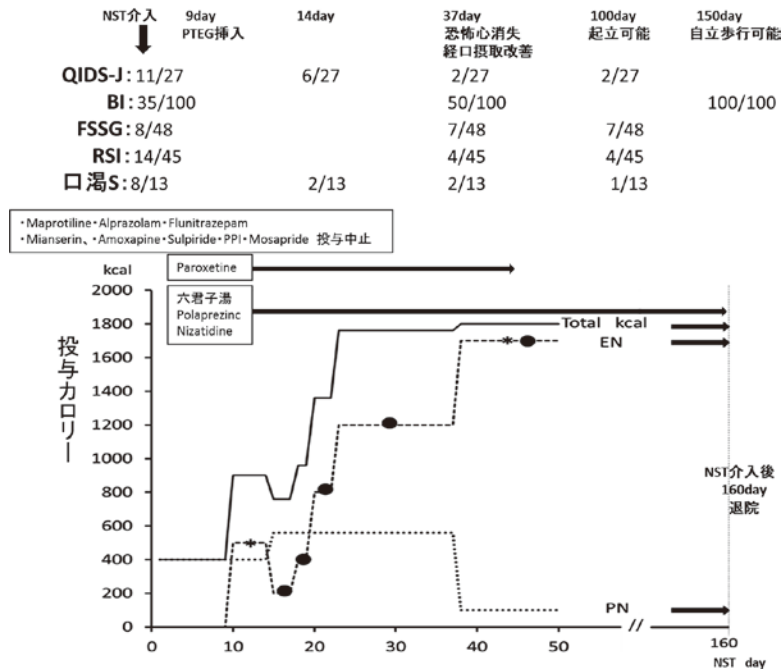 NST介入 9day 14day 37day 100day 150day
PTEG挿入 恐怖心消失 起立可能 自立歩行可能
経口摂取改善
QIDS-J: 11/27 6/27 2/27 2/27
BI: 35/100 50/100 100/100
FSSG: 8/48 7/48 7/48
RSI: 14/45 4/45 4/45
口渇S: 8/13 2/13 2/13 1/13
・Maprotiline・Alprazolam・Flunitrazepam
・Mianserin、・Amoxapine・Sulpiride・PPI・Mosapride 投与中止
kcal
Paroxetine
六君子湯
Polaprezinc
Nizatidine
投与カロリー
2000
1800
1600
1400
1200
1000
800
600
400
200
0
Total kcal
EN
NST介入後
160day
退院
PN
0 10 20 30 40 50 // 160
NST day